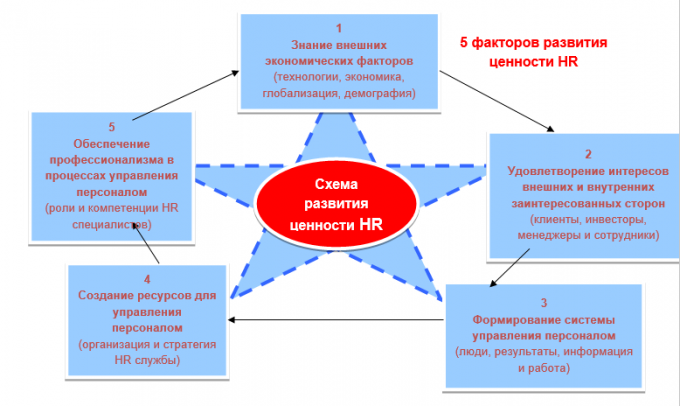 1
Знание внешних
экономических факторов
(технологии, экономика,
глобализация, демография)
5 факторов развития
ценности HR
5
Обеспечение
профессионализма в
процессах управления
персоналом
(роли и компетенции HR
специалистов)
2
Удовлетворение интересов
внешних и внутренних
заинтересованных сторон
(клиенты, инвесторы,
менеджеры и сотрудники)
Схема
развития
ценности HR
4
Создание ресурсов для
управления
персоналом
(организация и стратегия
HR службы)
3
Формирование системы
управления персоналом
(люди, результаты, информация
и работа)